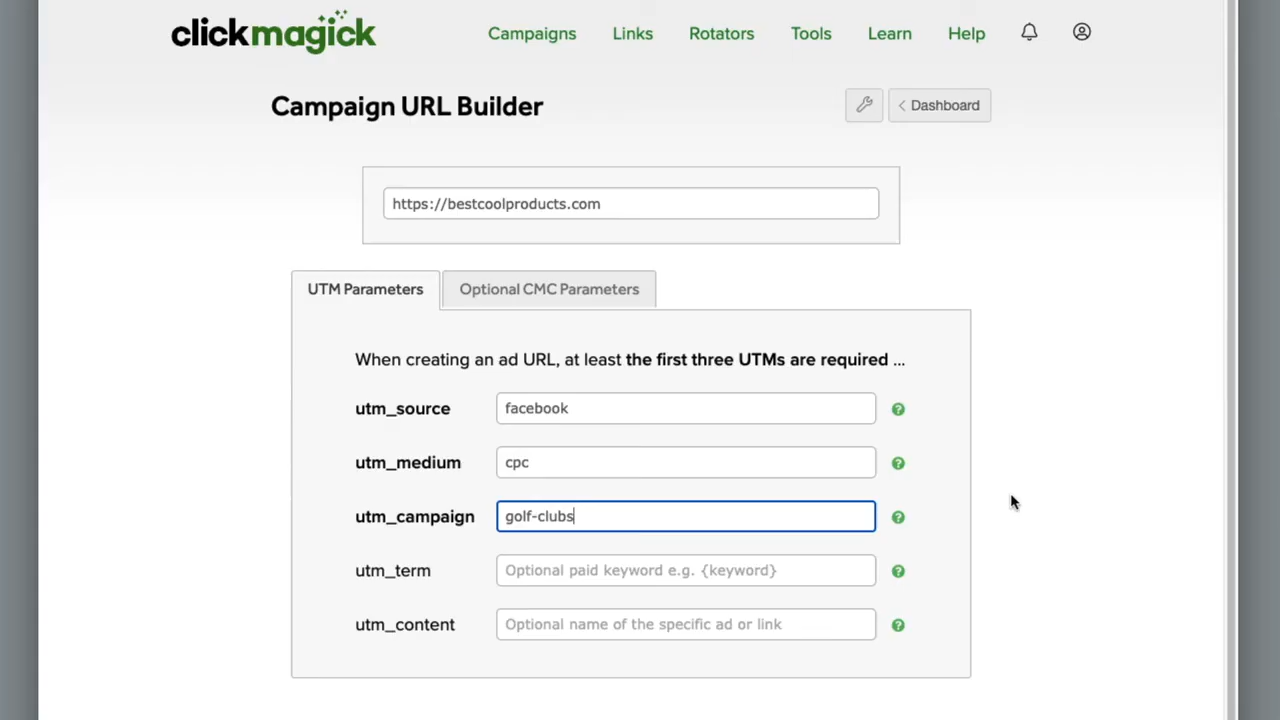 clickmagick
Campaigns Links Rotators Tools Learn Help
Campaign URL Builder
Dashboard
https://bestcoolproducts.com
UTM Parameters
Optional CMC Parameters
When creating an ad URL, at least the first three UTMs are required ...
utm_source facebook ?
utm_medium cpc ?
utm_campaign golf-clubs ?
utm_term Optional paid keyword e.g. {keyword} ?
utm_content Optional name of the specific ad or link ?